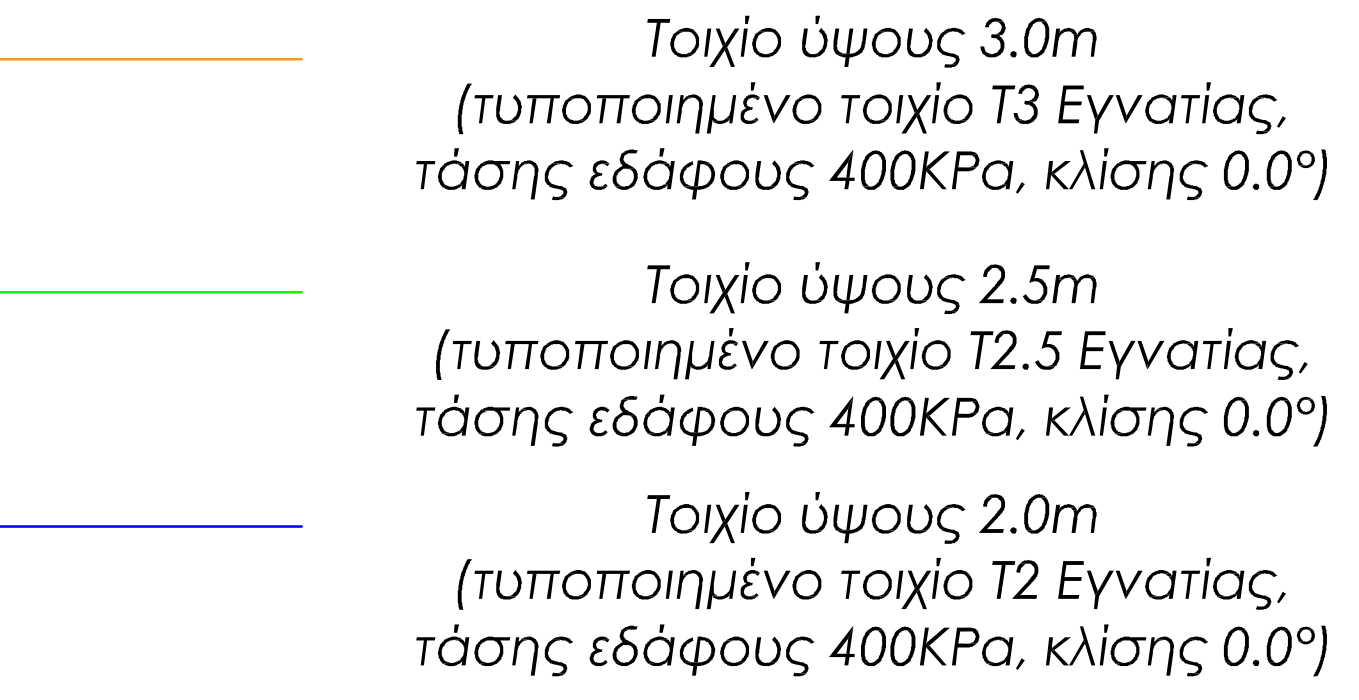 Τοιχίο ύψους 3.0m
(τυποποιημένο τοιχίο Τ3 Εγνατίας,
τάσης εδάφους 400KPa, κλίσης 0.0°)
Τοιχίο ύψους 2.5m
(τυποποιημένο τοιχίο Τ2.5 Εγνατίας,
τάσης εδάφους 400KPa, κλίσης 0.0°)
Τοιχίο ύψους 2.0m
(τυποποιημένο τοιχίο Τ2 Εγνατίας,
τάσης εδάφους 400KPa, κλίσης 0.0°)